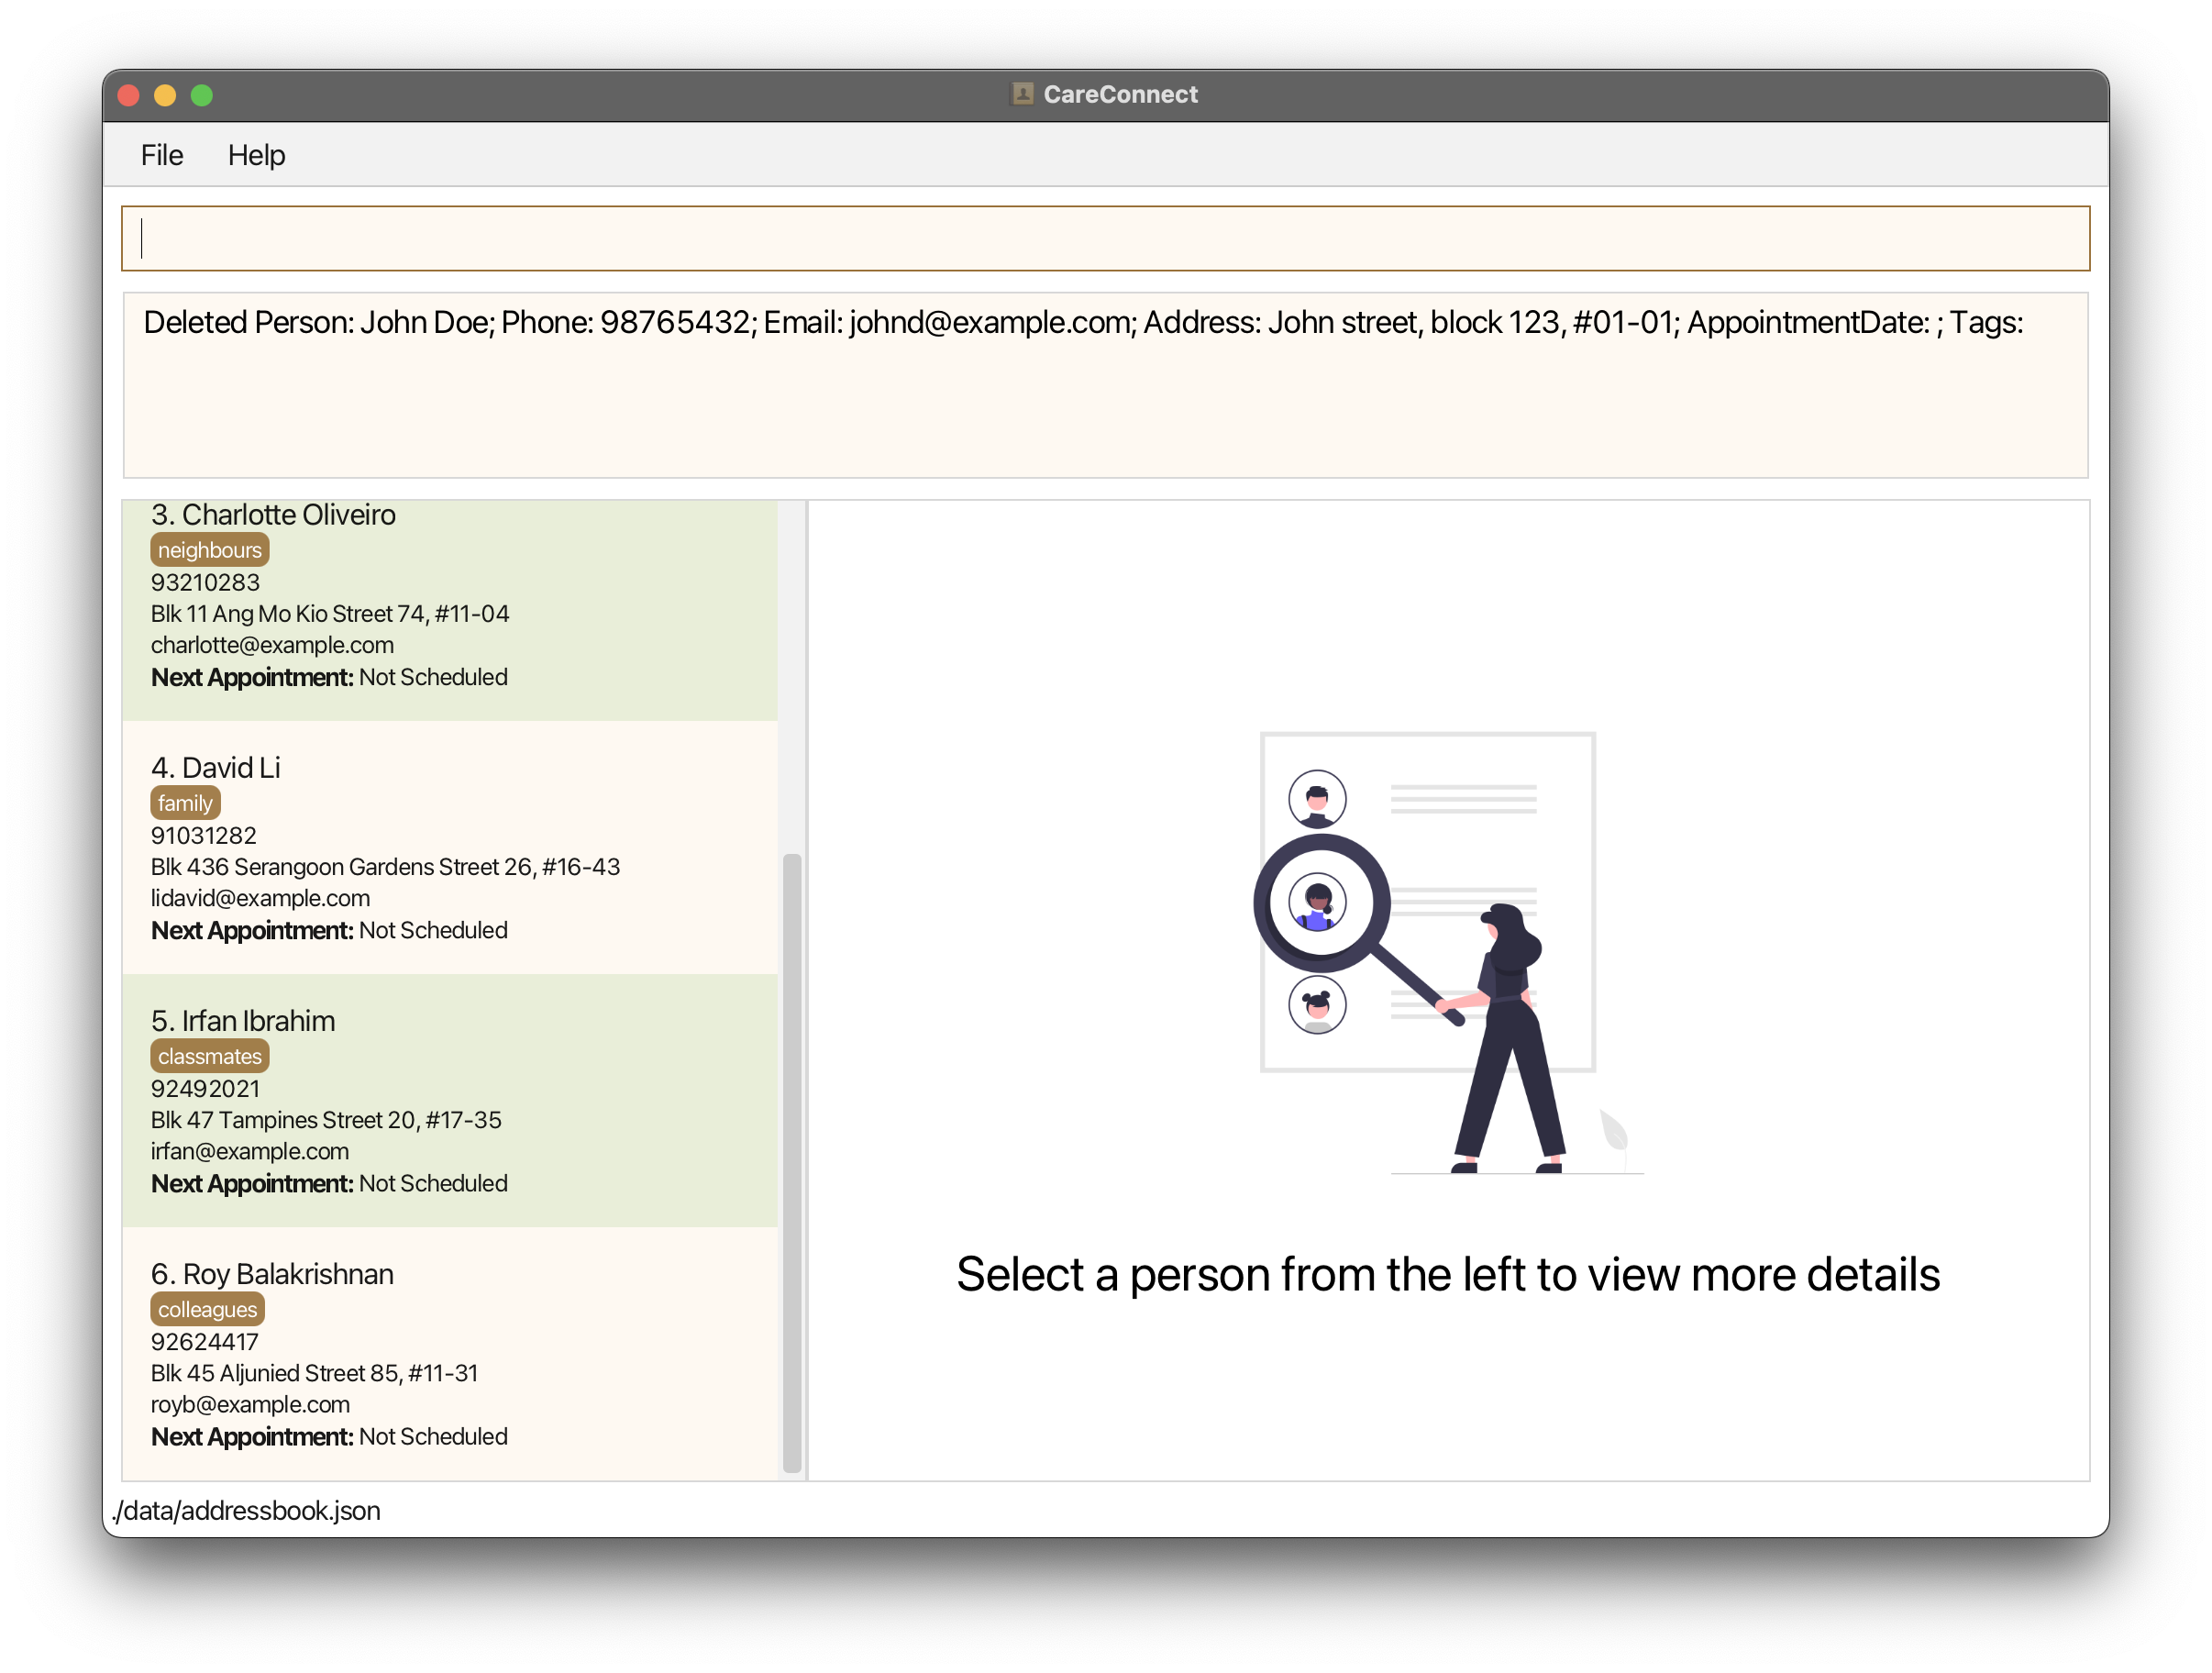 CareConnect
File Help
Deleted Person: John Doe; Phone: 98765432; Email: johnd@example.com; Address: John street, block 123, #01-01; AppointmentDate: ; Tags:
3. Charlotte Oliveiro
neighbours
93210283
Blk 11 Ang Mo Kio Street 74, #11-04
charlotte@example.com
Next Appointment: Not Scheduled
4. David Li
family
91031282
Blk 436 Serangoon Gardens Street 26, #16-43
lidavid@example.com
Next Appointment: Not Scheduled
5. Irfan Ibrahim
classmates
92492021
Blk 47 Tampines Street 20, #17-35
irfan@example.com
Next Appointment: Not Scheduled
6. Roy Balakrishnan
colleagues
92624417
Blk 45 Aljunied Street 85, #11-31
royb@example.com
Next Appointment: Not Scheduled
Select a person from the left to view more details
./data/addressbook.json